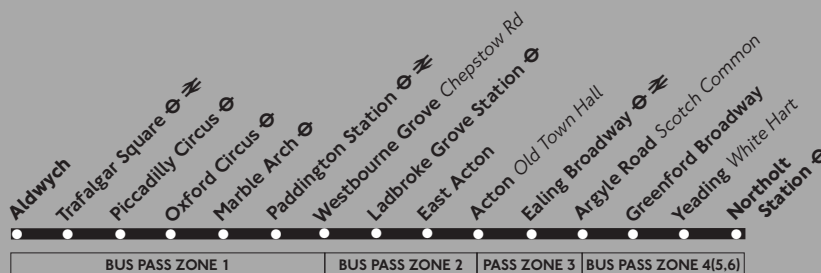 Aldwych
Trafalgar Square
Piccadilly Circus
Oxford Circus
Marble Arch
Paddington Station
Westbourne Grove Chepstow Rd
Ladbroke Grove Station
East Acton
Acton Old Town Hall
Ealing Broadway
Argyle Road Scotch Common
Greenford Broadway
Yeading White Hart
Northolt
Station
BUS PASS ZONE 1
BUS PASS ZONE 2
PASS ZONE 3
BUS PASS ZONE 4(5,6)